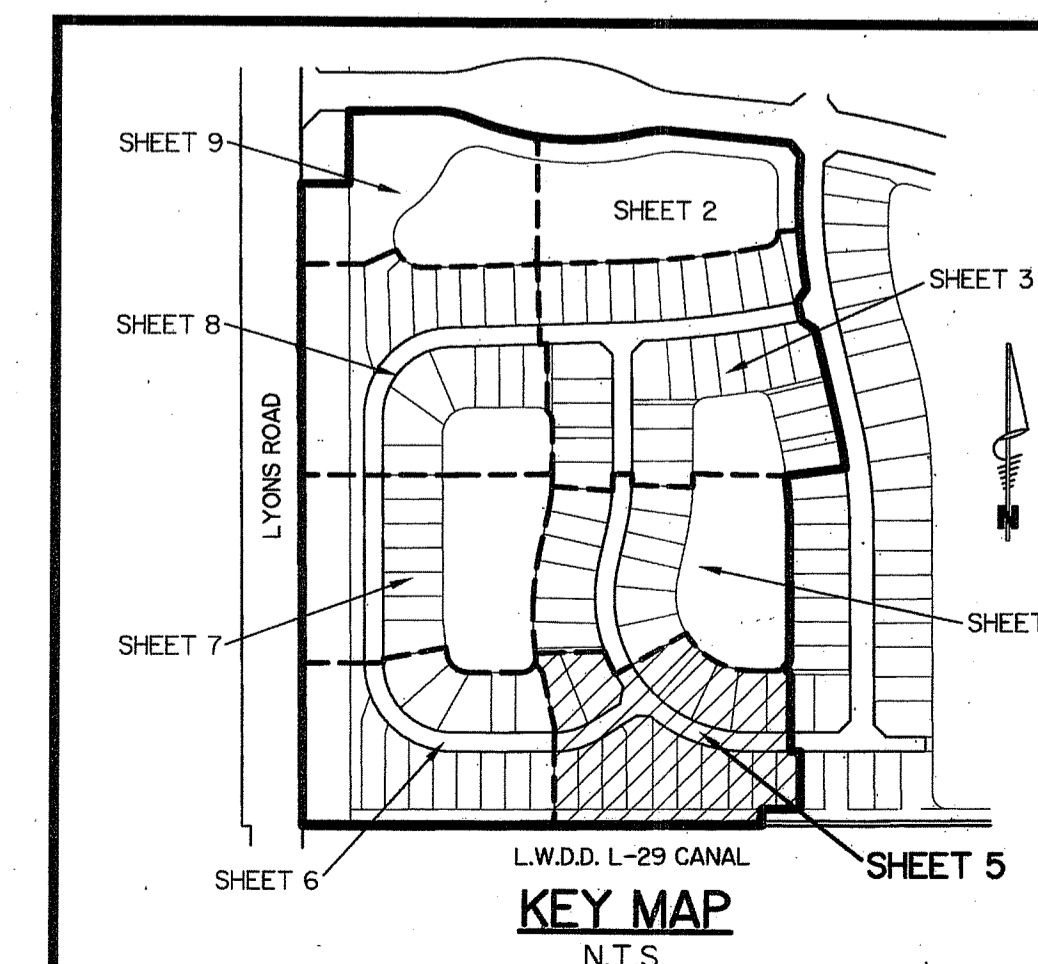 SHEET 9
SHEET 2
SHEET 3
SHEET 8
LYONS ROAD
N
SHEET 7
SHEET
L.W.D.D. L-29 CANAL
SHEET 5
SHEET 6
KEY MAP
N.T.S.